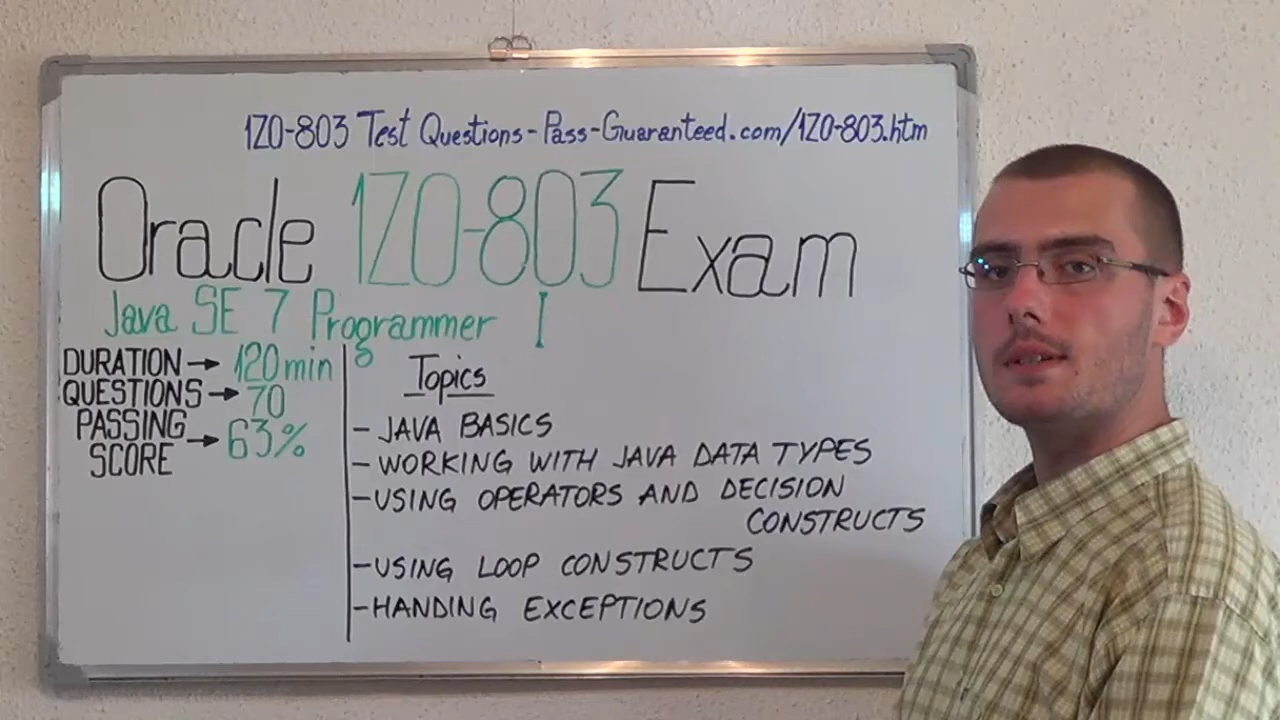 1Z0-803 Test Questions-Pass-Guaranteed.com/1Z0-803.htm
Oracle 1Z0-803 Exam
Java SE 7 Programmer I
DURATION → 120min
QUESTIONS → 70
PASSING SCORE → 63%
Topics
- JAVA BASICS
- WORKING WITH JAVA DATA TYPES
- USING OPERATORS AND DECISION
CONSTRUCTS
- USING LOOP CONSTRUCTS
- HANDING EXCEPTIONS